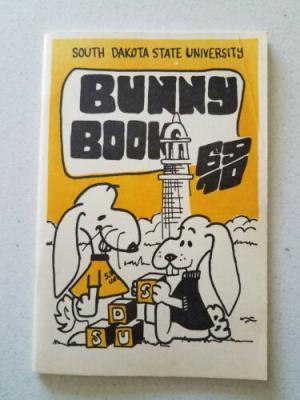 SOUTH DAKOTA STATE UNIVERSITY
BUNNY
BOOK
69
70
S
D
S U